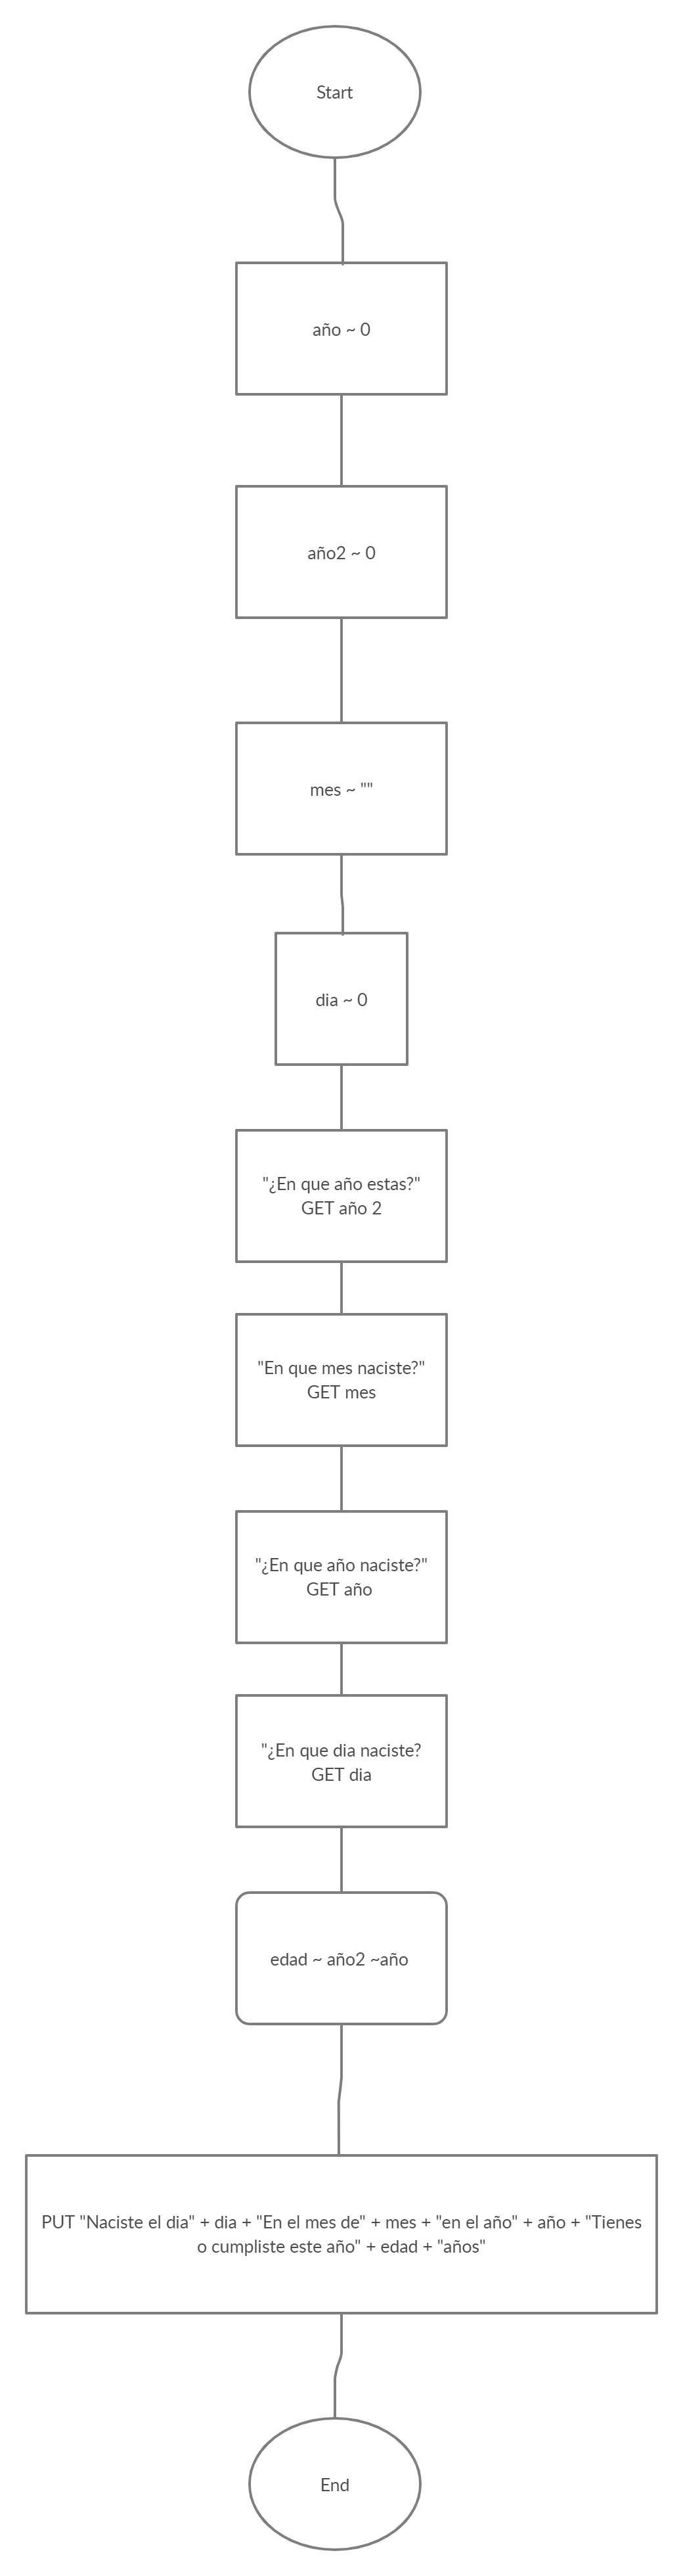 Start
año ~ 0
año2 ~ 0
mes ~ ""
dia ~ 0
"¿En que año estas?"
GET año 2
"En que mes naciste?"
GET mes
"¿En que año naciste?"
GET año
"¿En que dia naciste?
GET dia
edad ~ año2 ~año
PUT "Naciste el dia" + dia + "En el mes de" + mes + "en el año" + año + "Tienes
o cumpliste este año" + edad + "años"
End